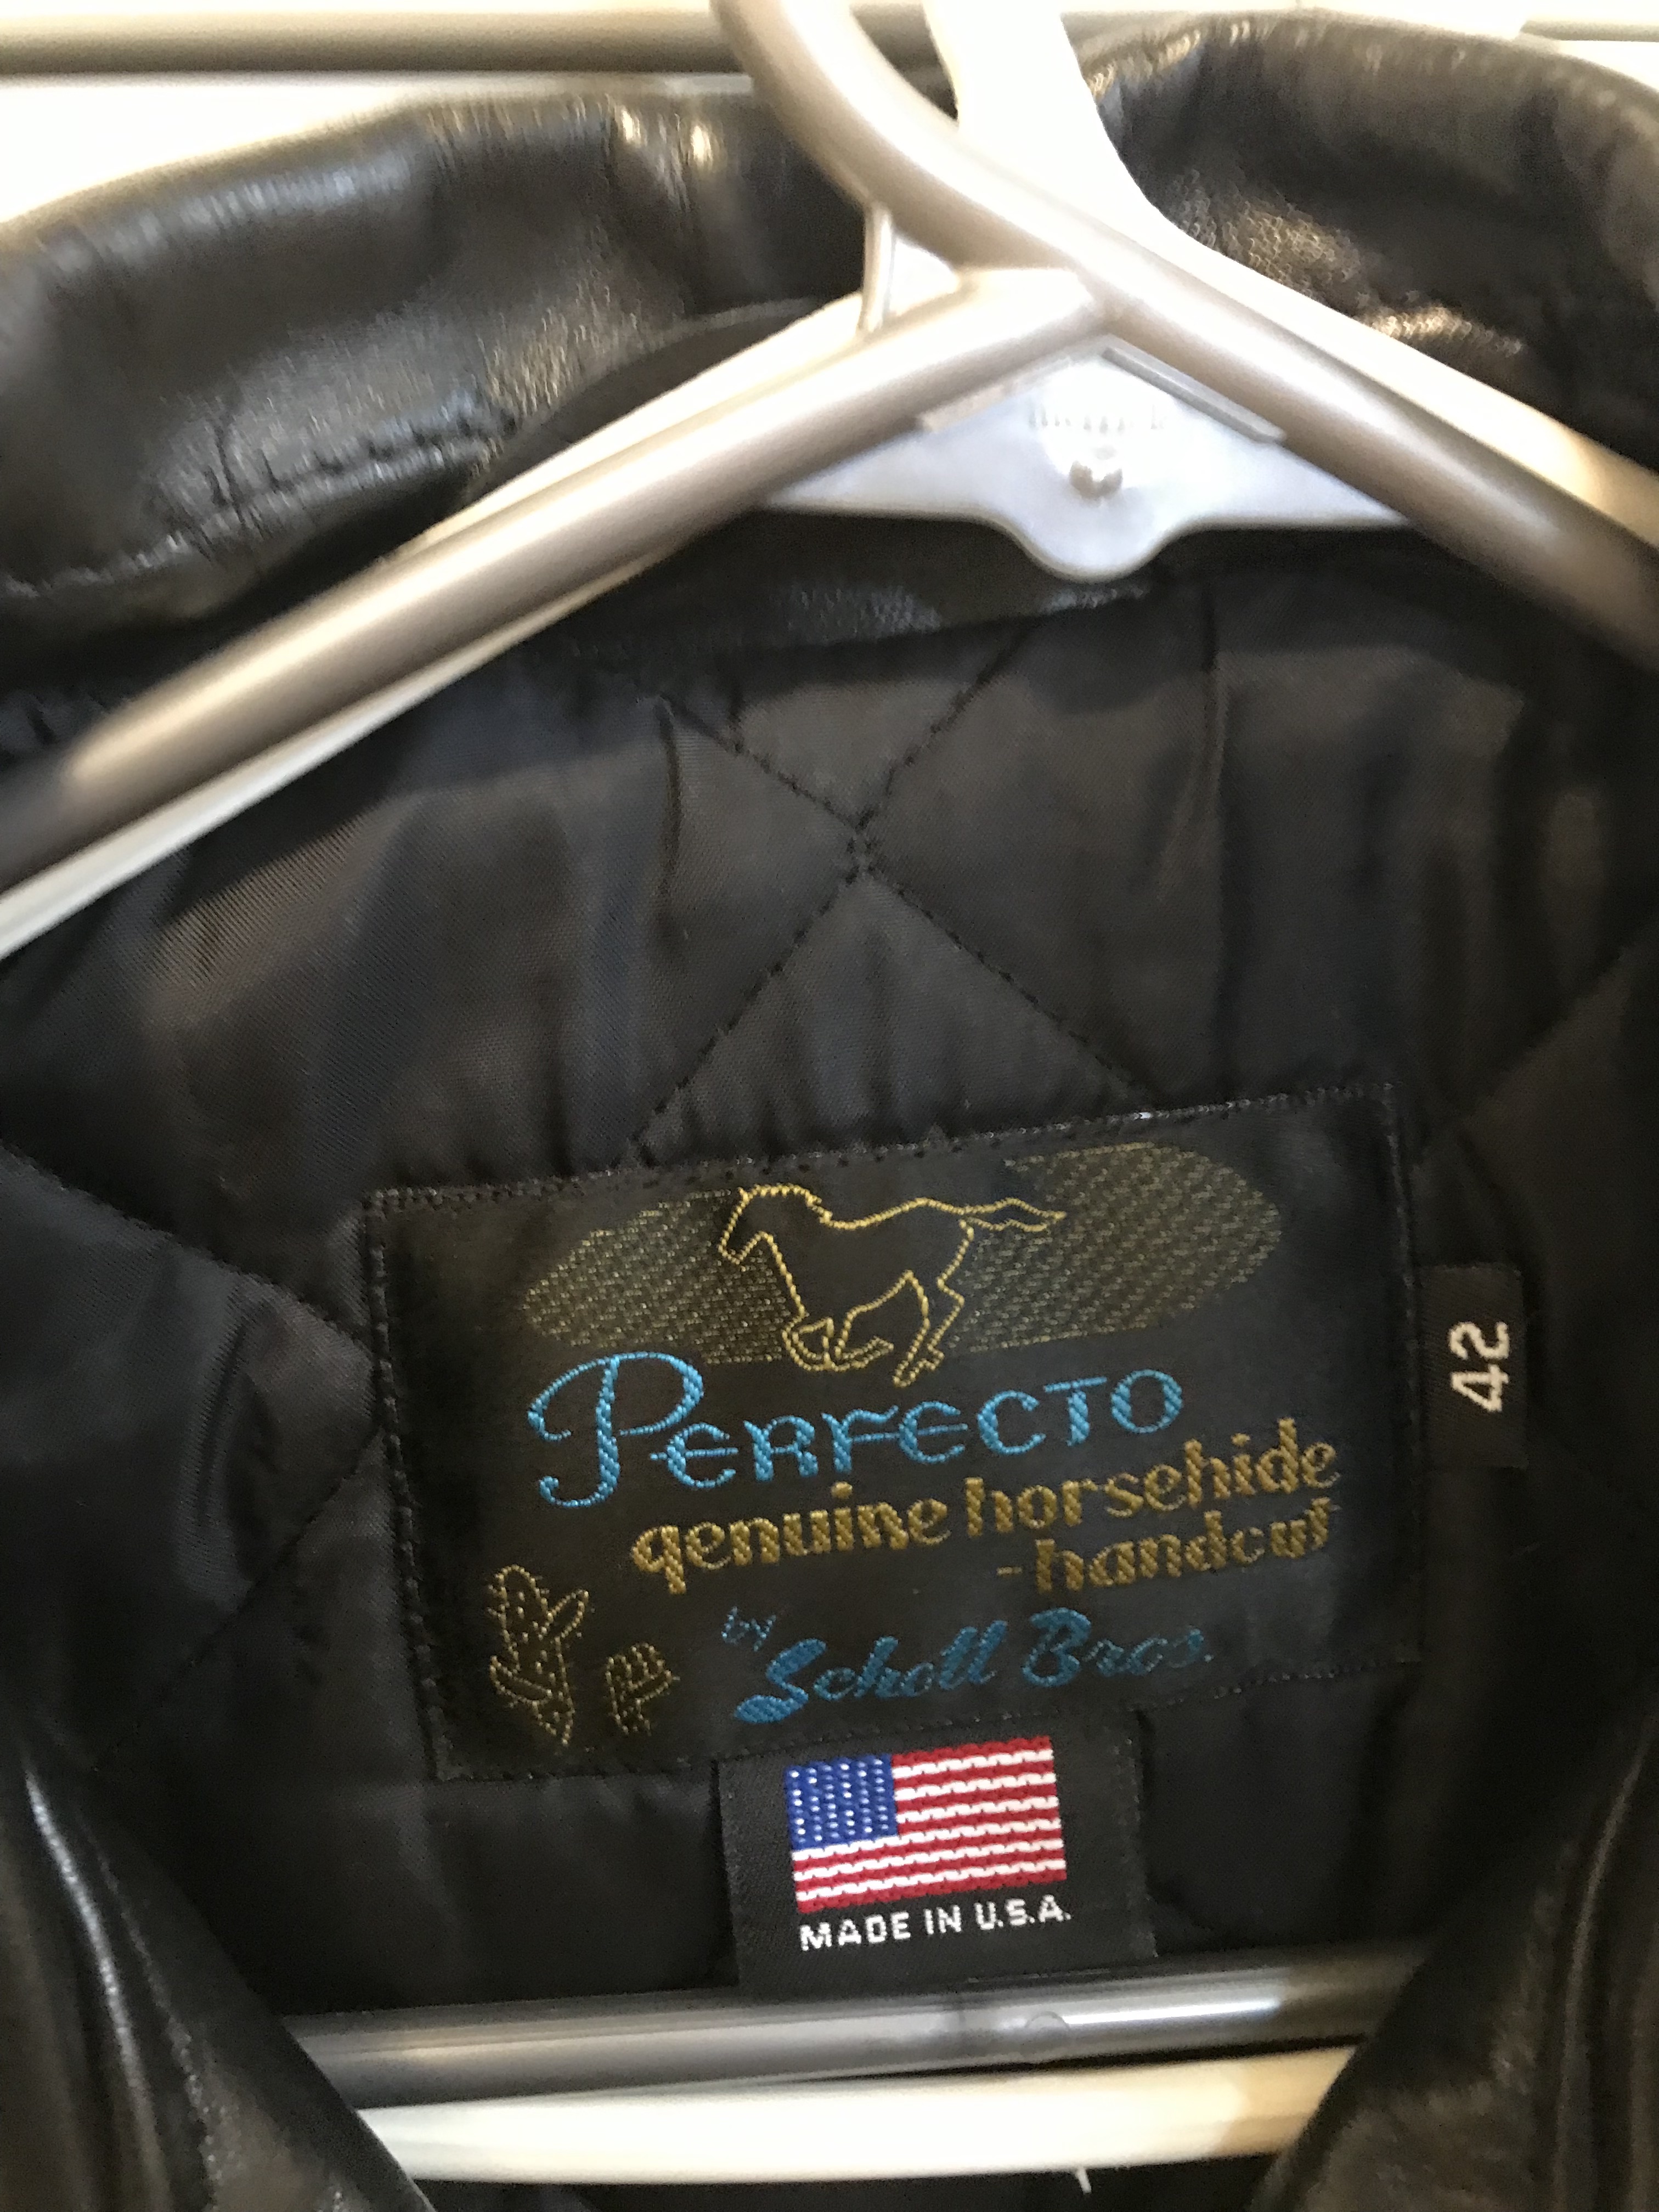 PERFECTO
genuine horsehide
-handcut
by
Schott Bros.
42
MADE IN U.S.A.